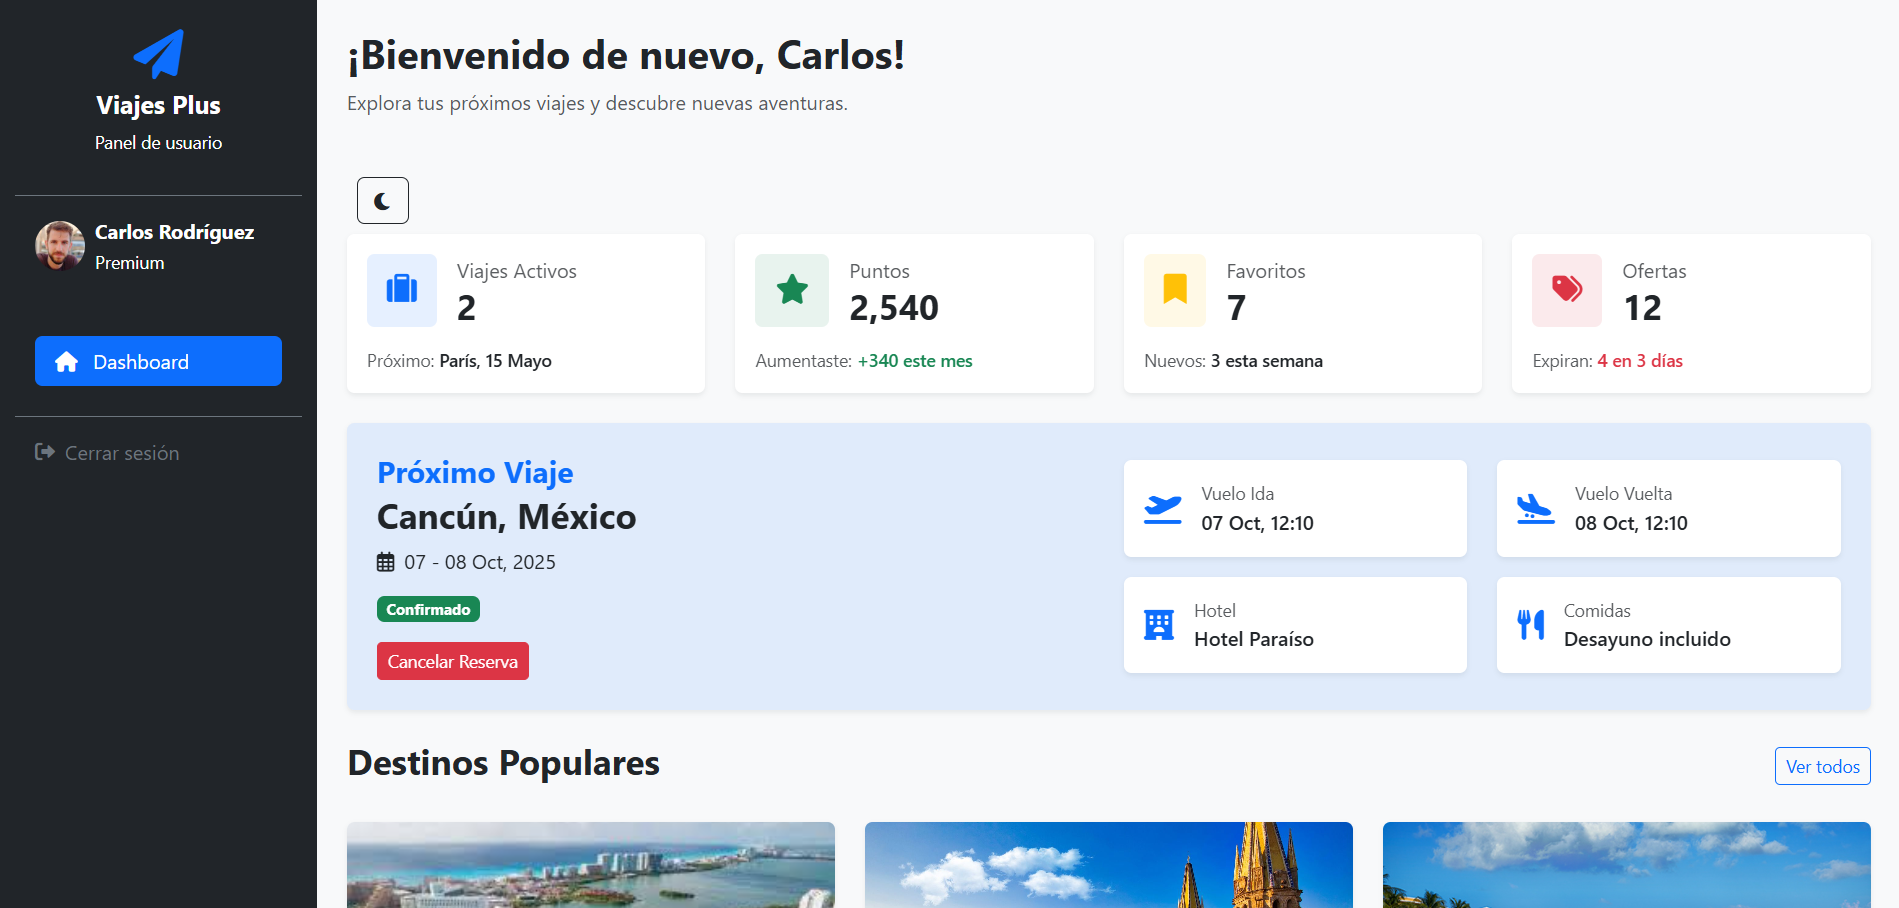 Viajes Plus
Panel de usuario
Carlos Rodríguez
Premium
Dashboard
Cerrar sesión
¡Bienvenido de nuevo, Carlos!
Explora tus próximos viajes y descubre nuevas aventuras.
Viajes Activos
2
Próximo: París, 15 Mayo
Puntos
2,540
Aumentaste: +340 este mes
Favoritos
7
Nuevos: 3 esta semana
Ofertas
12
Expiran: 4 en 3 días
Próximo Viaje
Cancún, México
07 - 08 Oct, 2025
Confirmado
Cancelar Reserva
Vuelo Ida
07 Oct, 12:10
Vuelo Vuelta
08 Oct, 12:10
Hotel
Hotel Paraíso
Comidas
Desayuno incluido
Destinos Populares
Ver todos